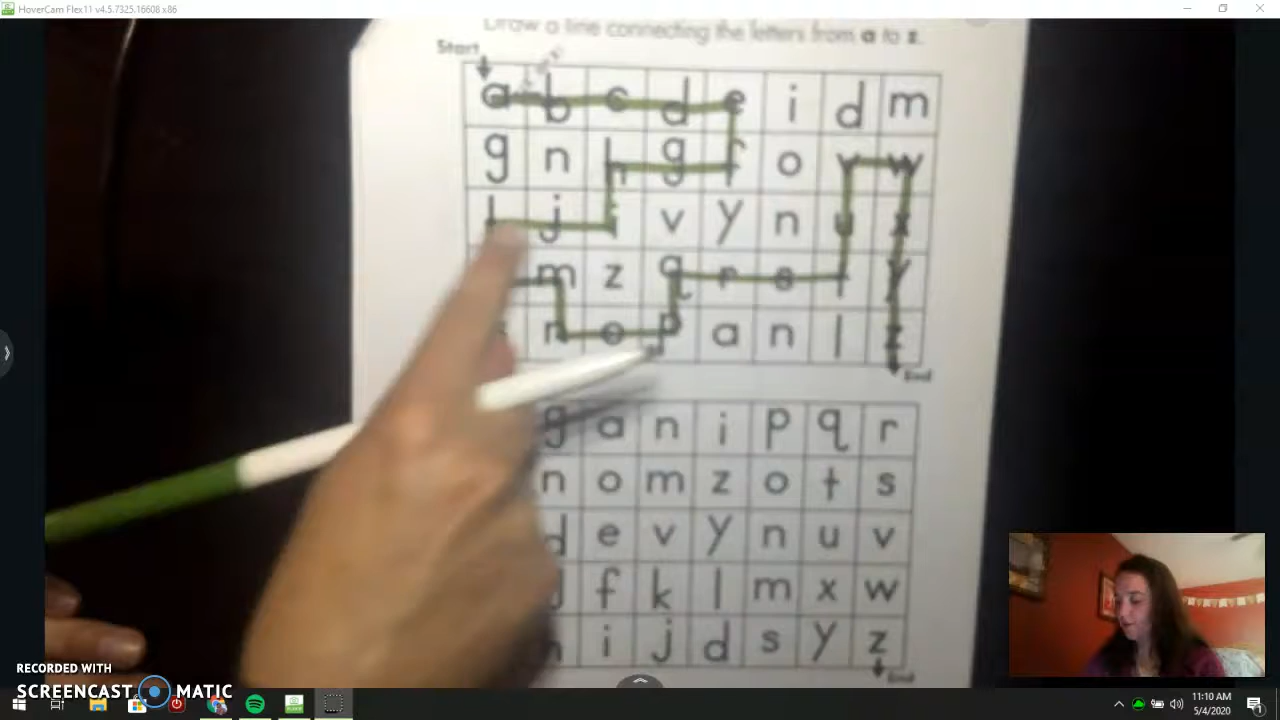 HoverCam Flex11 v4.5.7325.16608 x86
Draw a line connecting the letters from a to z.
Start
a b c d e i d m
g n h g f o v w
j i v y n u x
m z q r s t y
n o p a n l z
End
g a n i p q r
n o m z o t s
d e v y n u v
f k l m x w
i j d s y z
End
RECORDED WITH
SCREENCAST MATIC
11:10 AM
5/4/2020